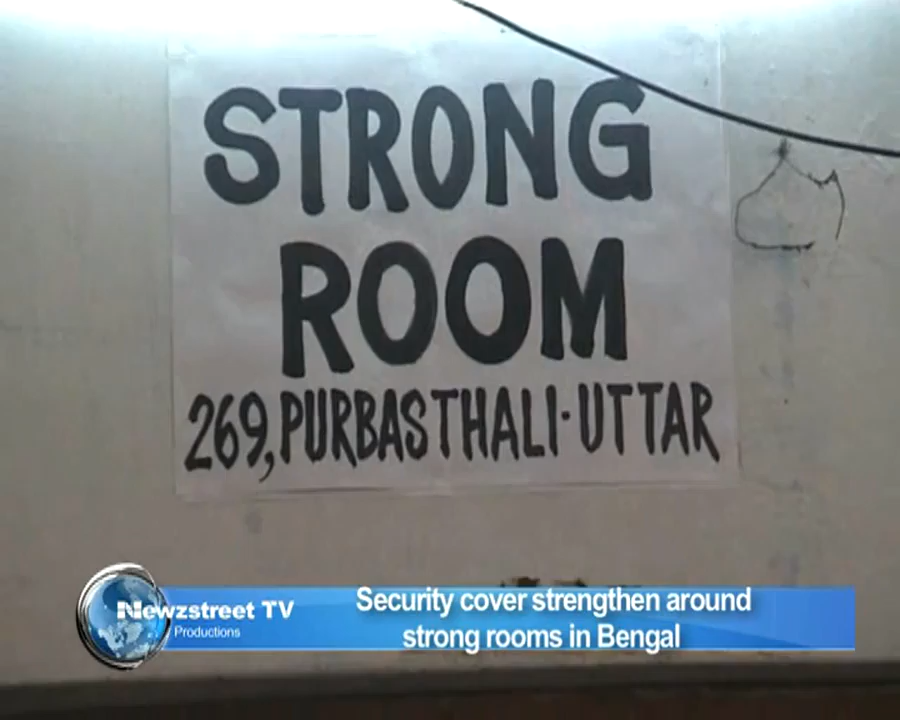 STRONG
ROOM
269, PURBASTHALI-UTTAR
Newzstreet TV
Productions
Security cover strengthen around
strong rooms in Bengal